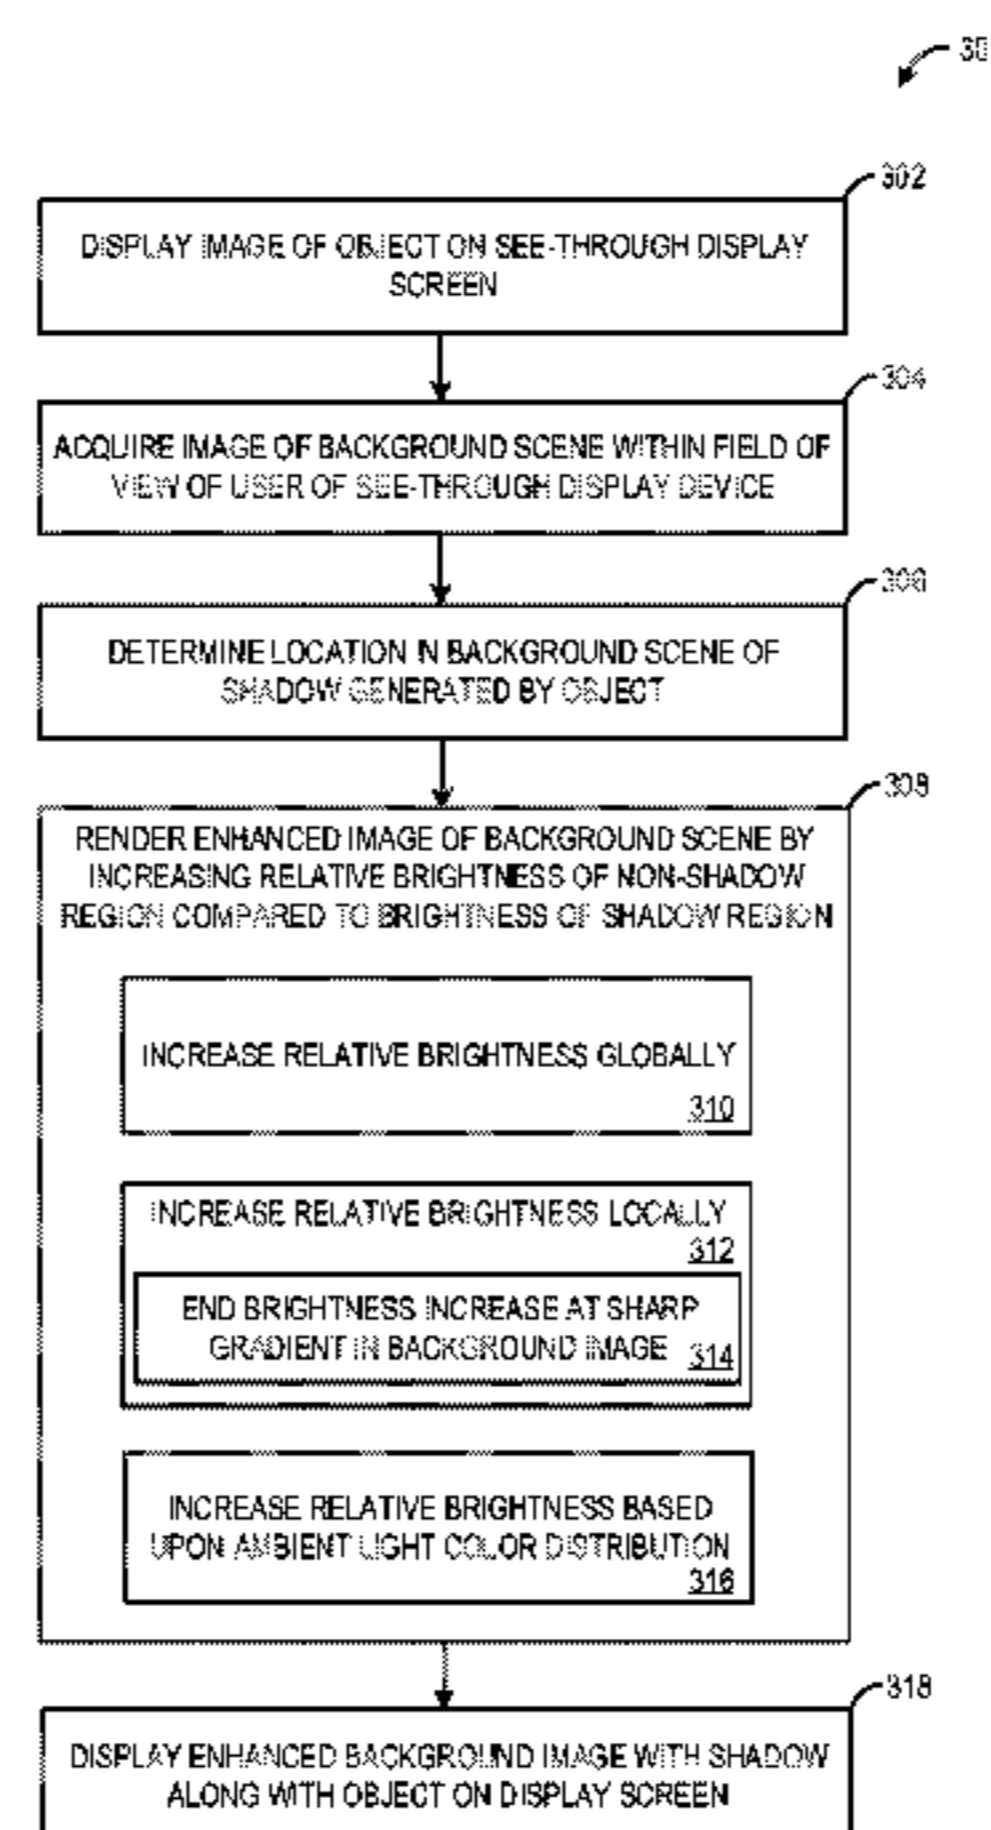 30
302
DISPLAY IMAGE OF OBJECT ON SEE-THROUGH DISPLAY
SCREEN
304
ACQUIRE IMAGE OF BACKGROUND SCENE WITHIN FIELD OF
VIEW OF USER OF SEE-THROUGH DISPLAY DEVICE
306
DETERMINE LOCATION IN BACKGROUND SCENE OF
SHADOW GENERATED BY OBJECT
308
RENDER ENHANCED IMAGE OF BACKGROUND SCENE BY
INCREASING RELATIVE BRIGHTNESS OF NON-SHADOW
REGION COMPARED TO BRIGHTNESS OF SHADOW REGION
INCREASE RELATIVE BRIGHTNESS GLOBALLY
310
INCREASE RELATIVE BRIGHTNESS LOCALLY
312
END BRIGHTNESS INCREASE AT SHARP
GRADIENT IN BACKGROUND IMAGE 314
INCREASE RELATIVE BRIGHTNESS BASED
UPON AMBIENT LIGHT COLOR DISTRIBUTION
316
318
DISPLAY ENHANCED BACKGROUND IMAGE WITH SHADOW
ALONG WITH OBJECT ON DISPLAY SCREEN